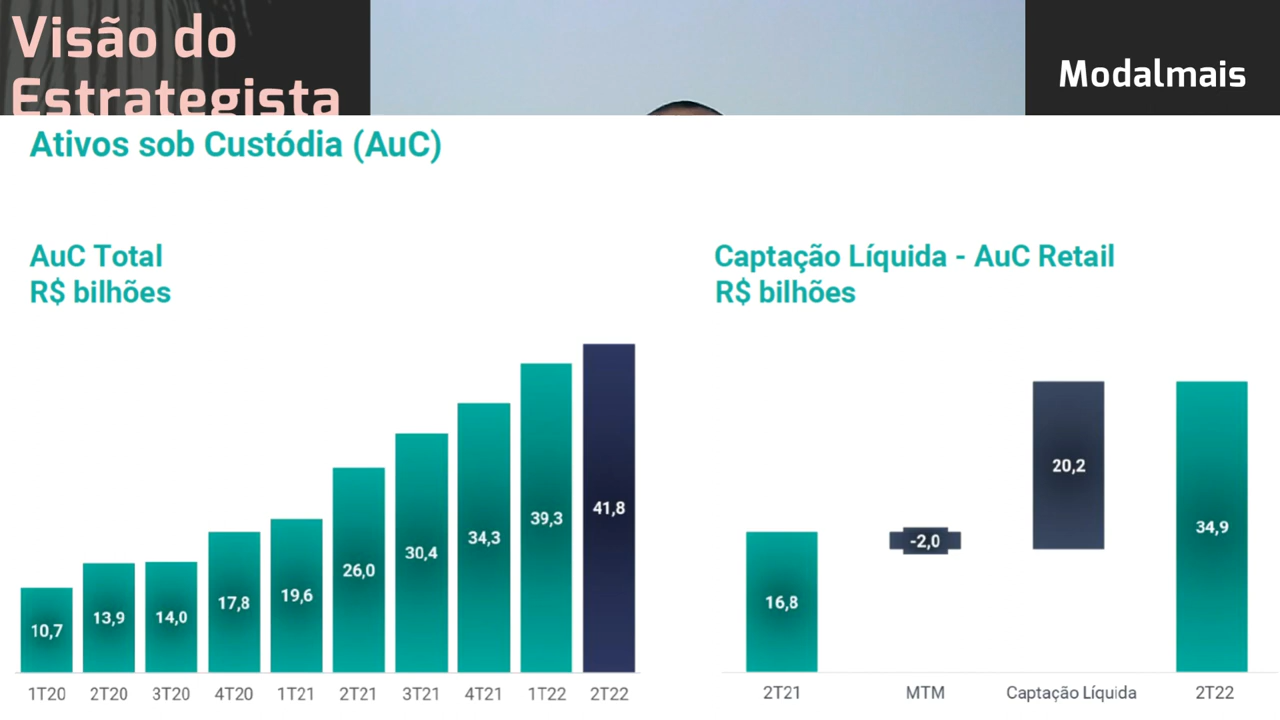 Visão do
Estrategista
Modalmais
Ativos sob Custódia (AuC)
AuC Total
R$ bilhões
10,7
13,9
14,0
17,8
19,6
26,0
30,4
34,3
39,3
41,8
1T20
2T20
3T20
4T20
1T21
2T21
3T21
4T21
1T22
2T22
Captação Líquida - AuC Retail
R$ bilhões
16,8
-2,0
20,2
34,9
2T21
MTM
Captação Líquida
2T22